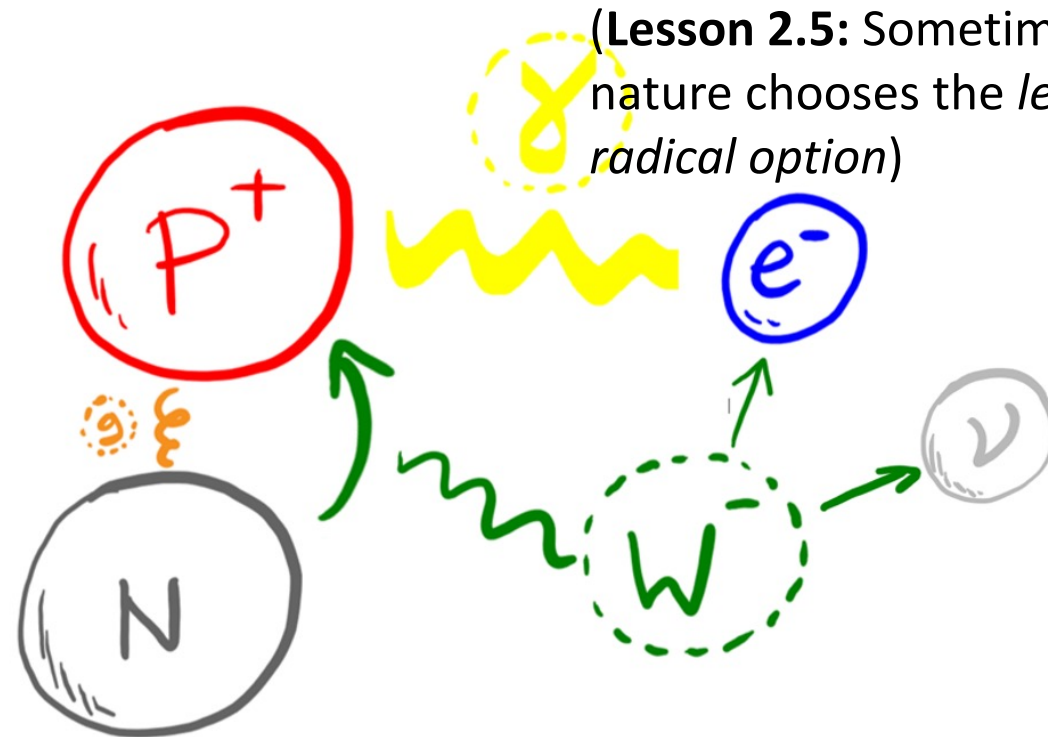 (Lesson 2.5: Sometim
nature chooses the le
radical option)
γ
P+
e-
g
ν
W-
N